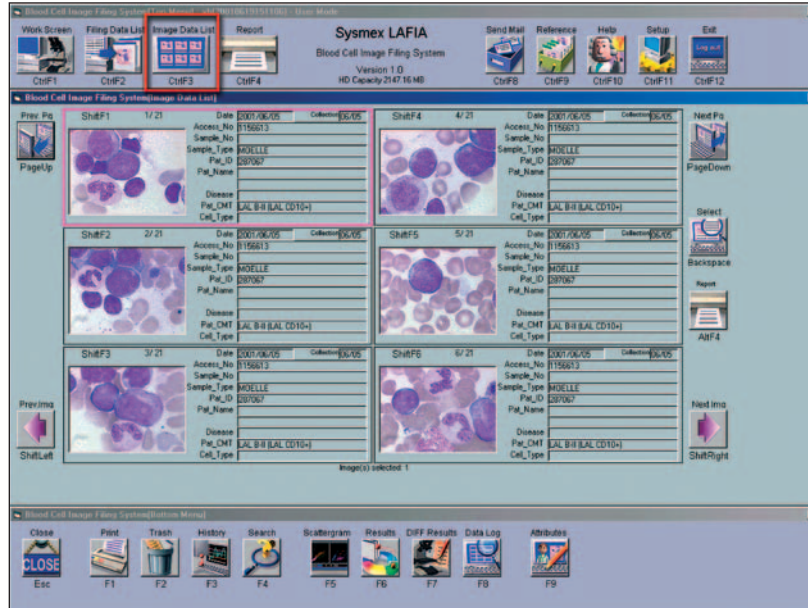 Blood Cell Image Filing System[Top Menu] - User Mode
Work Screen Filing Data List Image Data List Report Sysmex LAFIA Send Mail Reference Help Setup Exit
Blood Cell Image Filing System
Log out
Version 1.0
CtrlF1 CtrlF2 CtrlF3 CtrlF4 HD Capacity 2147.16 MB CtrlF8 CtrlF9 CtrlF10 CtrlF11 CtrlF12
Blood Cell Image Filing System[Image Data List]
Prev. Pg
PageUp
ShiftF1 1/21 Date 2001/06/05 Collection 06/05
Access_No 1156613
Sample_No
Sample_Type MOELLE
Pat_ID 287067
Pat_Name
Disease
Pat_CMT LAL B-II (LAL CD10+)
Cell_Type
ShiftF4 4/21 Date 2001/06/05 Collection 06/05
Access_No 1156613
Sample_No
Sample_Type MOELLE
Pat_ID 287067
Pat_Name
Disease
Pat_CMT LAL B-II (LAL CD10+)
Cell_Type
Next Pg
PageDown
ShiftF2 2/21 Date 2001/06/05 Collection 06/05
Access_No 1156613
Sample_No
Sample_Type MOELLE
Pat_ID 287067
Pat_Name
Disease
Pat_CMT LAL B-II (LAL CD10+)
Cell_Type
ShiftF5 5/21 Date 2001/06/05 Collection 06/05
Access_No 1156613
Sample_No
Sample_Type MOELLE
Pat_ID 287067
Pat_Name
Disease
Pat_CMT LAL B-II (LAL CD10+)
Cell_Type
Select
Backspace
Report
AltF4
ShiftF3 3/21 Date 2001/06/05 Collection 06/05
Access_No 1156613
Sample_No
Sample_Type MOELLE
Pat_ID 287067
Pat_Name
Disease
Pat_CMT LAL B-II (LAL CD10+)
Cell_Type
ShiftF6 6/21 Date 2001/06/05 Collection 06/05
Access_No 1156613
Sample_No
Sample_Type MOELLE
Pat_ID 287067
Pat_Name
Disease
Pat_CMT LAL B-II (LAL CD10+)
Cell_Type
Prev.Img
ShiftLeft
Next Img
ShiftRight
Image(s) selected: 1
Blood Cell Image Filing System[Bottom Menu]
Close Print Trash History Search Scattergram Results DIFF Results Data Log Attributes
CLOSE
Esc F1 F2 F3 F4 F5 F6 F7 F8 F9